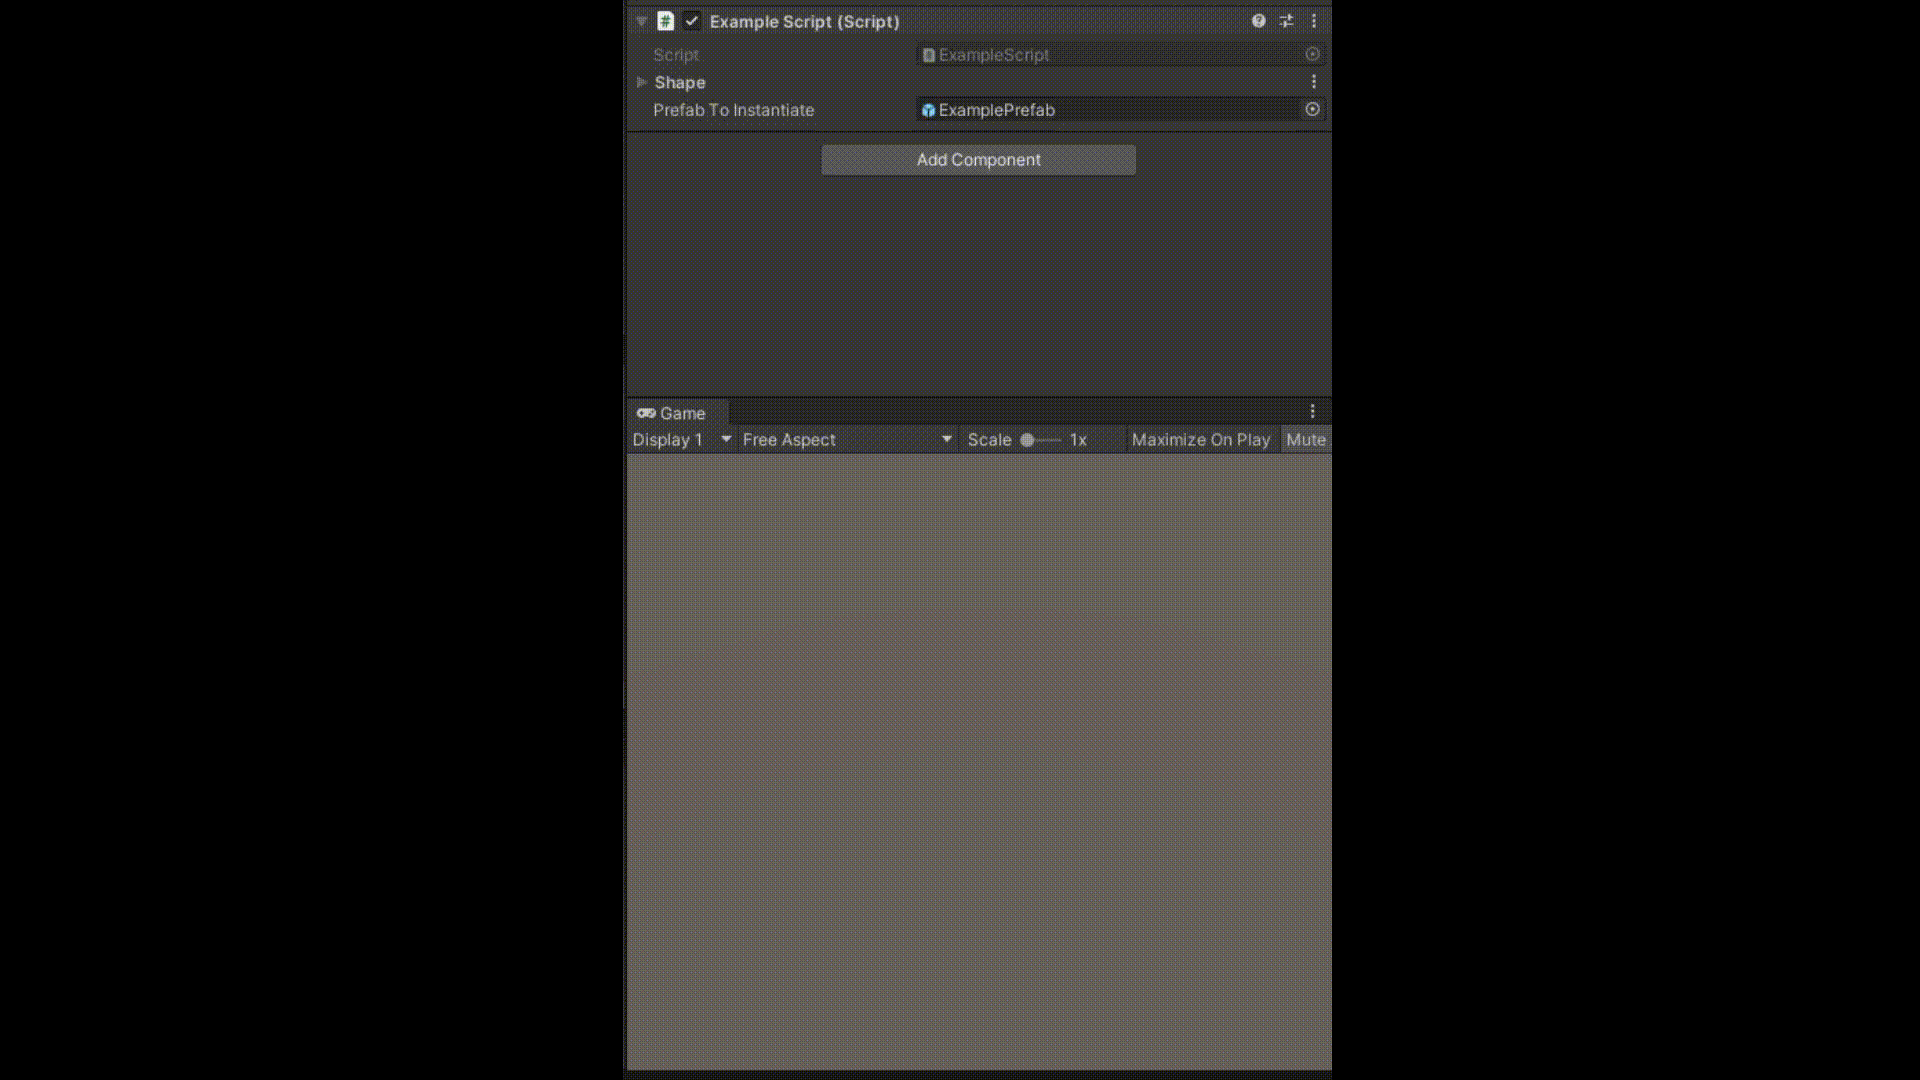 # Example Script (Script)
Script ExampleScript
Shape
Prefab To Instantiate ExamplePrefab
Add Component
Game
Display 1 Free Aspect Scale 1x Maximize On Play Mute